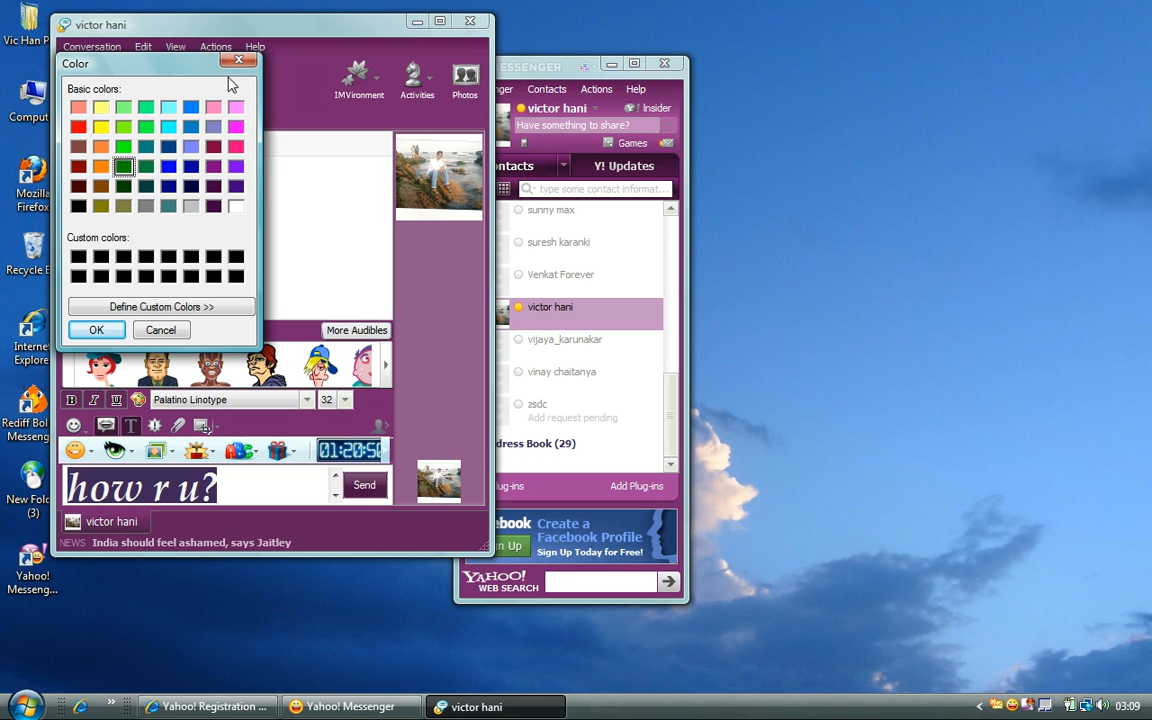 Vic Han P
Comput
Mozill
Firefox
Recycle B
Internet
Explore
Rediff Bol
Messenger
New Fol
(3)
Yahoo!
Messeng...
victor hani
Conversation Edit View Actions Help
Color
Basic colors:
Custom colors:
Define Custom Colors >>
OK Cancel
IMVironment Activities Photos
More Audibles
B I U Palatino Linotype 32
T
01:20:50
how r u?
Send
victor hani
NEWS India should feel ashamed, says Jaitley
ESSENGER
nger Contacts Actions Help
victor hani Y! Insider
Have something to share?
Games
ontacts Y! Updates
type some contact informat...
sunny max
suresh karanki
Venkat Forever
victor hani
vijaya_karunakar
vinay chaitanya
zsdc
Add request pending
dress Book (29)
lug-ins Add Plug-ins
ebook Create a
Facebook Profile
n Up Sign Up Today for Free!
YAHOO!
WEB SEARCH
Yahoo! Registration ... Yahoo! Messenger victor hani 03:09